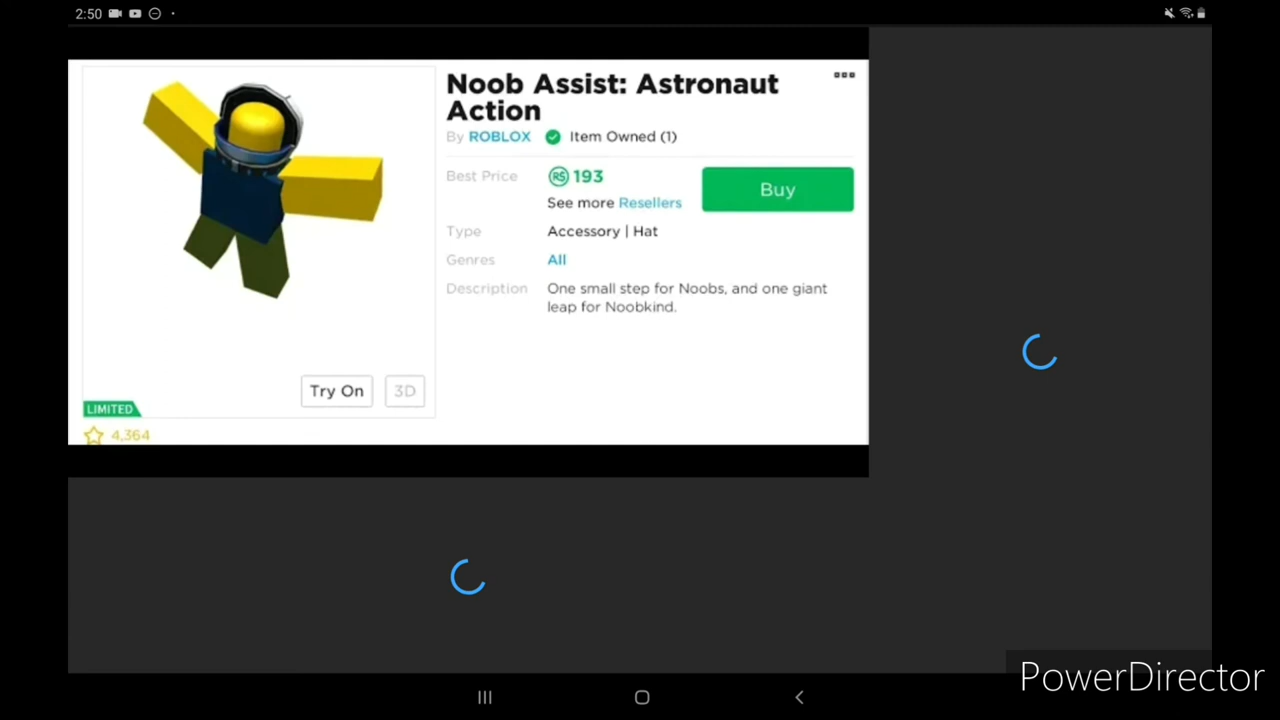 2:50
Noob Assist: Astronaut
Action
By ROBLOX Item Owned (1)
Best Price R$ 193
See more Resellers
Buy
Type Accessory | Hat
Genres All
Description One small step for Noobs, and one giant
leap for Noobkind.
Try On 3D
LIMITED
4,364
PowerDirector